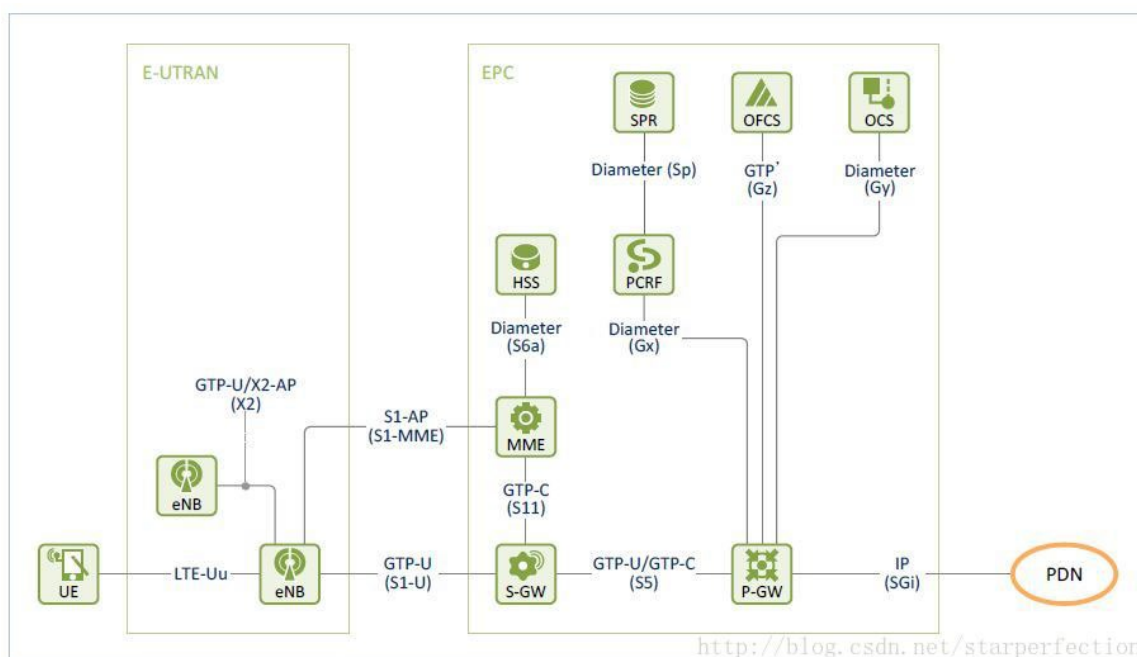 E-UTRAN
EPC
SPR
OFCS
OCS
Diameter (Sp)
GTP'
(Gz)
Diameter
(Gy)
HSS
PCRF
Diameter
(S6a)
Diameter
(Gx)
GTP-U/X2-AP
(X2)
S1-AP
(S1-MME)
MME
eNB
GTP-C
(S11)
UE
LTE-Uu
eNB
GTP-U
(S1-U)
S-GW
GTP-U/GTP-C
(S5)
P-GW
IP
(SGi)
PDN
http://blog.csdn.net/starperfection